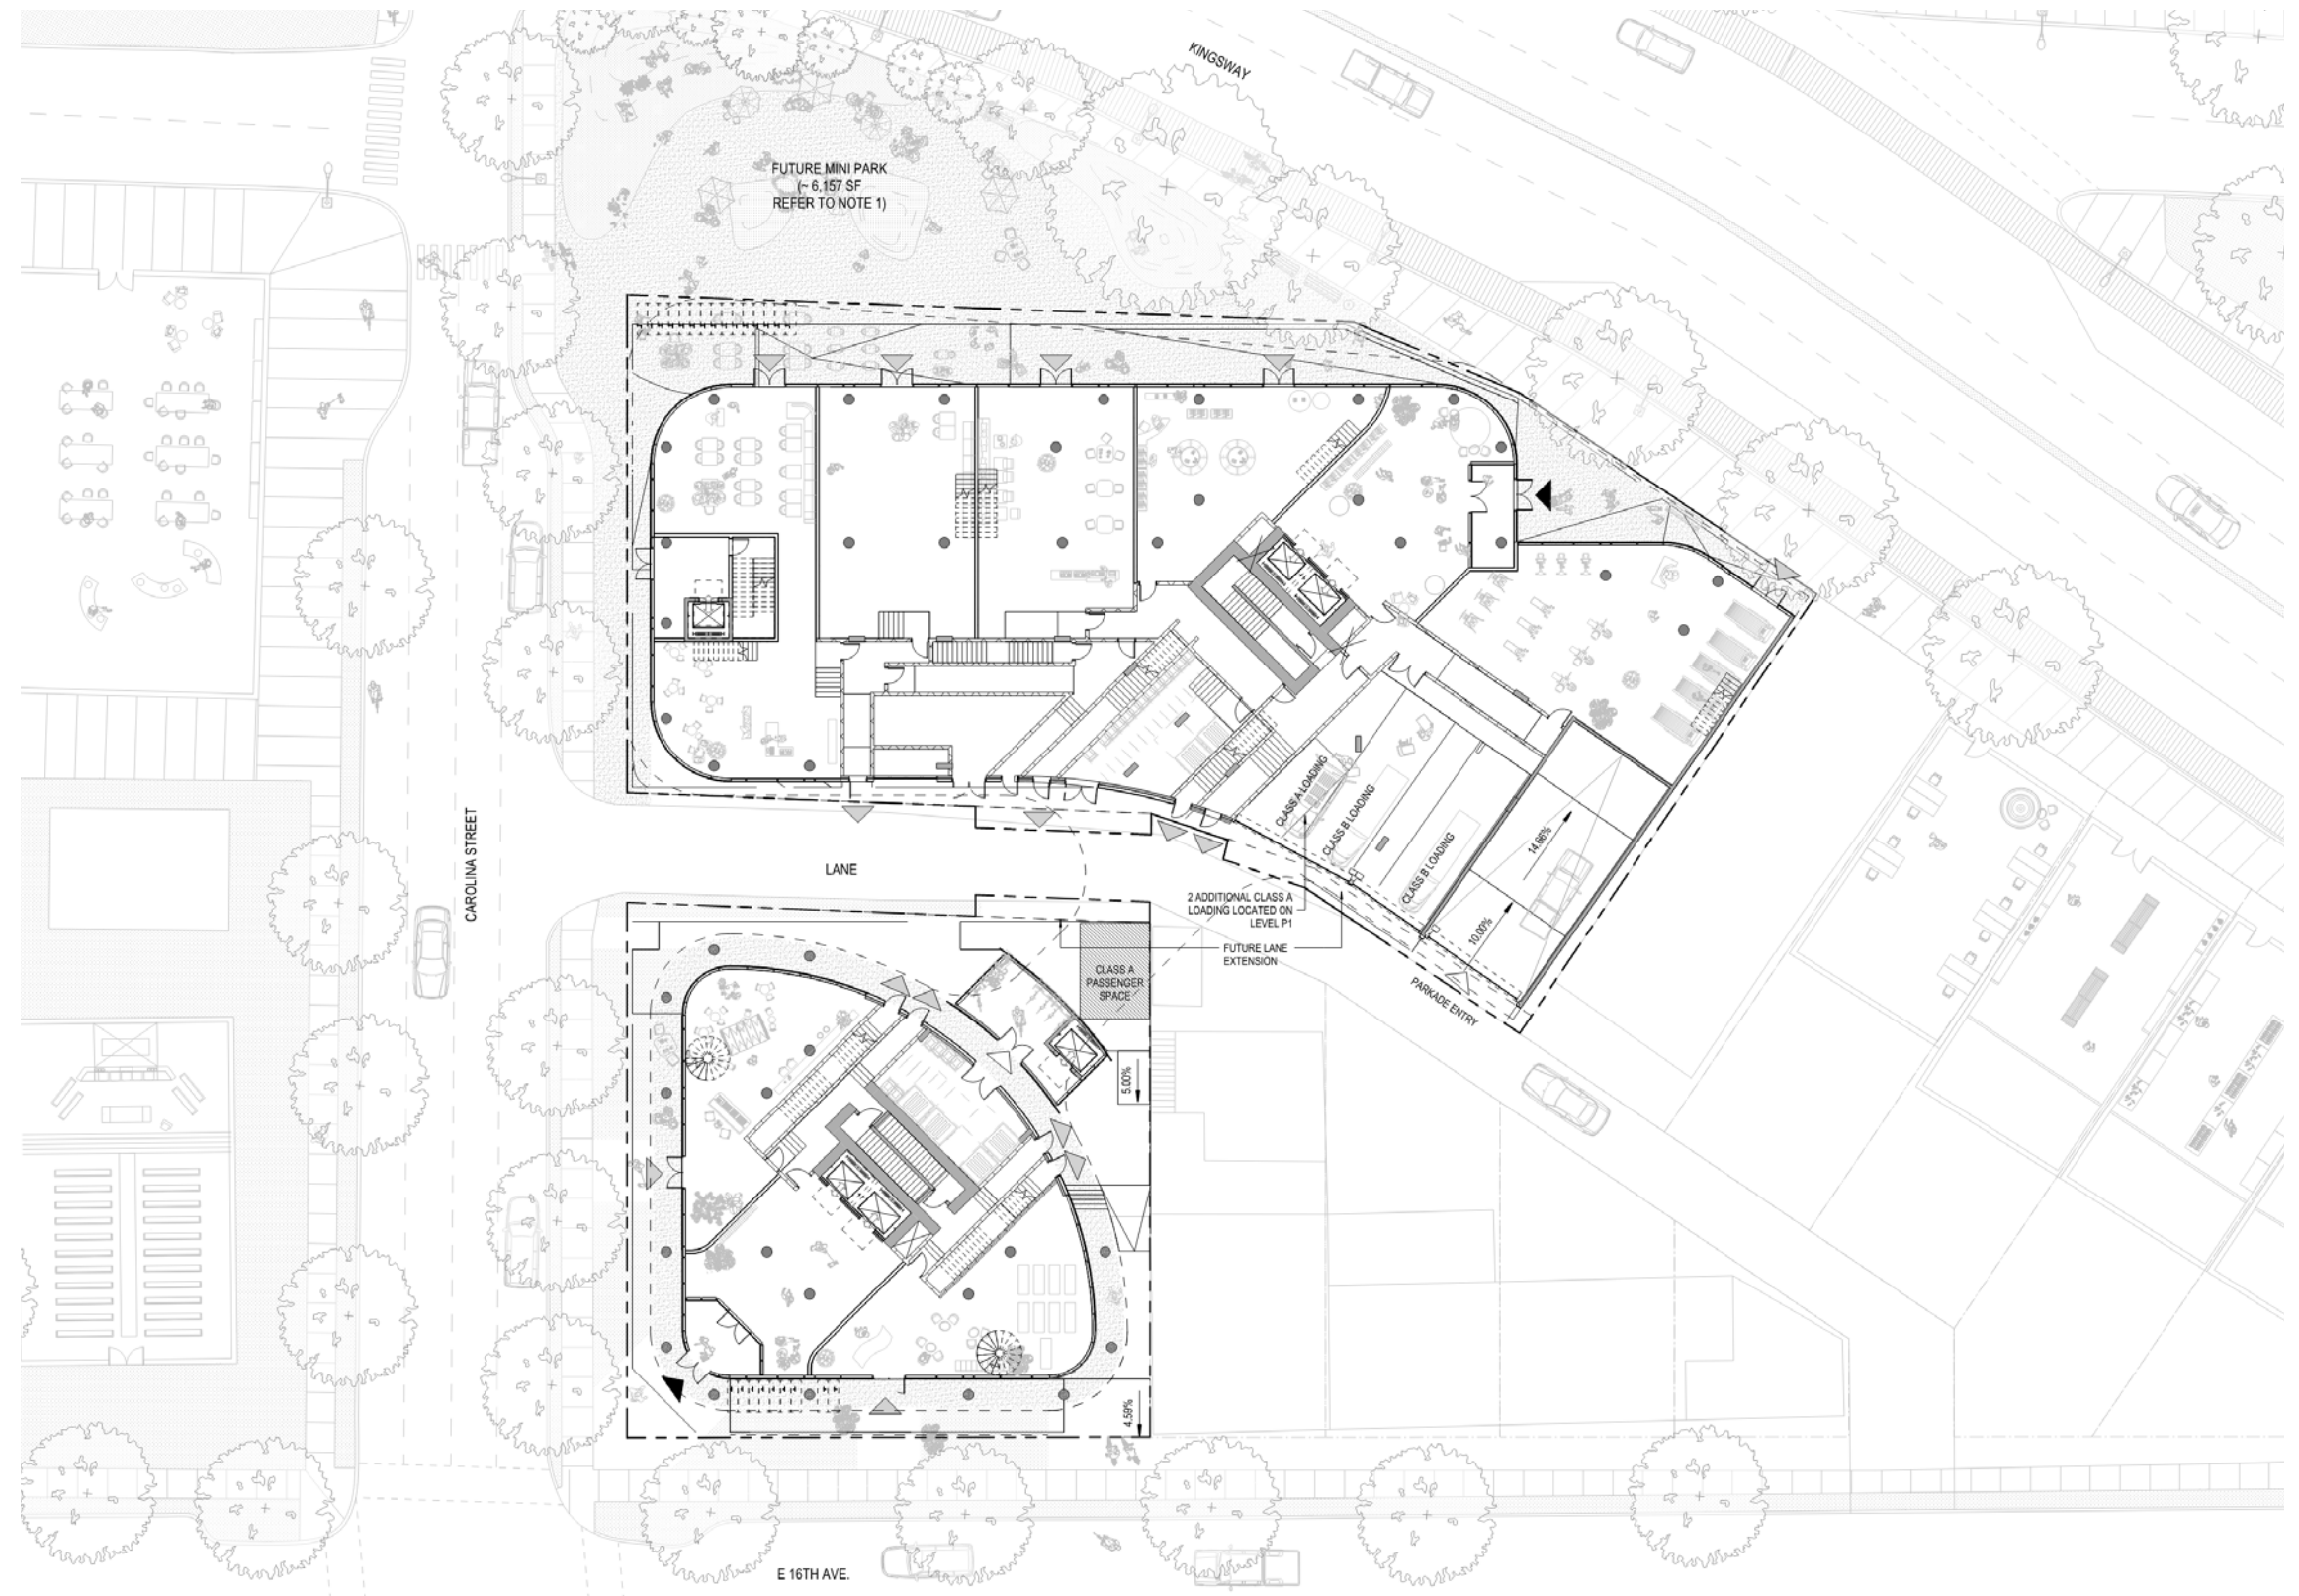 KINGSWAY
FUTURE MINI PARK
(~ 6,157 SF
REFER TO NOTE 1)
CAROLINA STREET
LANE
CLASS A LOADING
CLASS B LOADING
CLASS B LOADING
14.66%
10.00%
2 ADDITIONAL CLASS A
LOADING LOCATED ON
LEVEL P1
FUTURE LANE
EXTENSION
CLASS A
PASSENGER
SPACE
PARKADE ENTRY
5.00%
4.59%
E 16TH AVE.